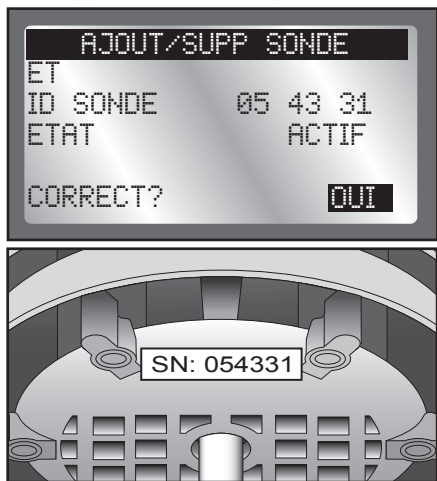 AJOUT/SUPP SONDE
ET
ID SONDE 05 43 31
ETAT ACTIF
CORRECT? OUI
SN: 054331